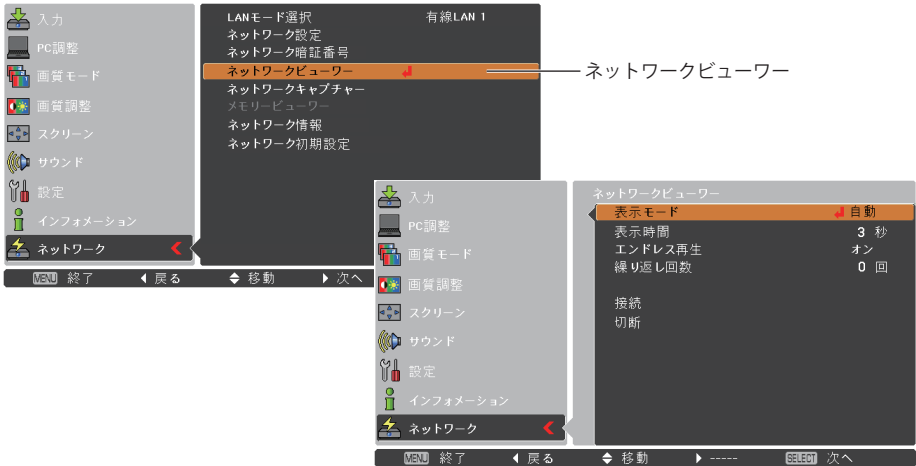 入力
PC調整
画質モード
画質調整
スクリーン
サウンド
設定
インフォメーション
ネットワーク
LANモード選択 有線LAN 1
ネットワーク設定
ネットワーク暗証番号
ネットワークビューワー
ネットワークキャプチャー
メモリービューワー
ネットワーク情報
ネットワーク初期設定
MENU 終了 戻る 移動 次へ
ネットワークビューワー
入力
PC調整
画質モード
画質調整
スクリーン
サウンド
設定
インフォメーション
ネットワーク
ネットワークビューワー
表示モード 自動
表示時間 3 秒
エンドレス再生 オン
繰り返し回数 0 回
接続
切断
MENU 終了 戻る 移動 ----- SELECT 次へ